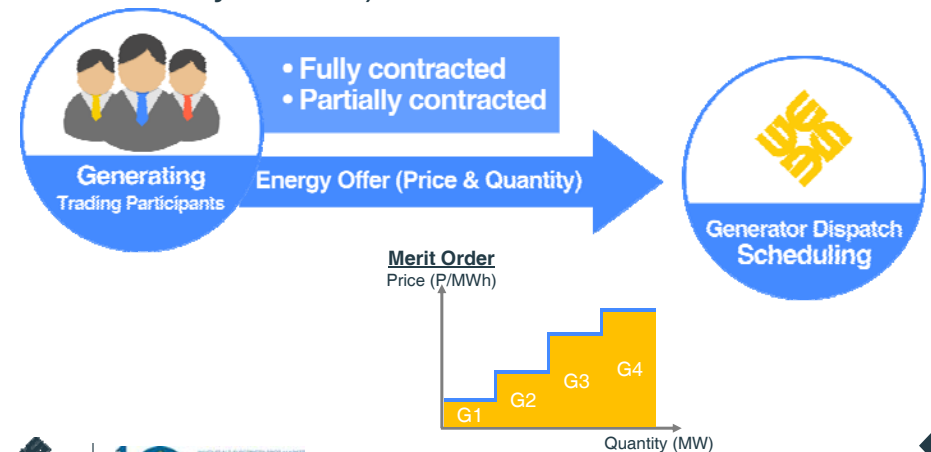 • Fully contracted
• Partially contracted
Generating
Trading Participants
Energy Offer (Price & Quantity)
Generator Dispatch
Scheduling
Merit Order
Price (P/MWh)
G1
G2
G3
G4
Quantity (MW)